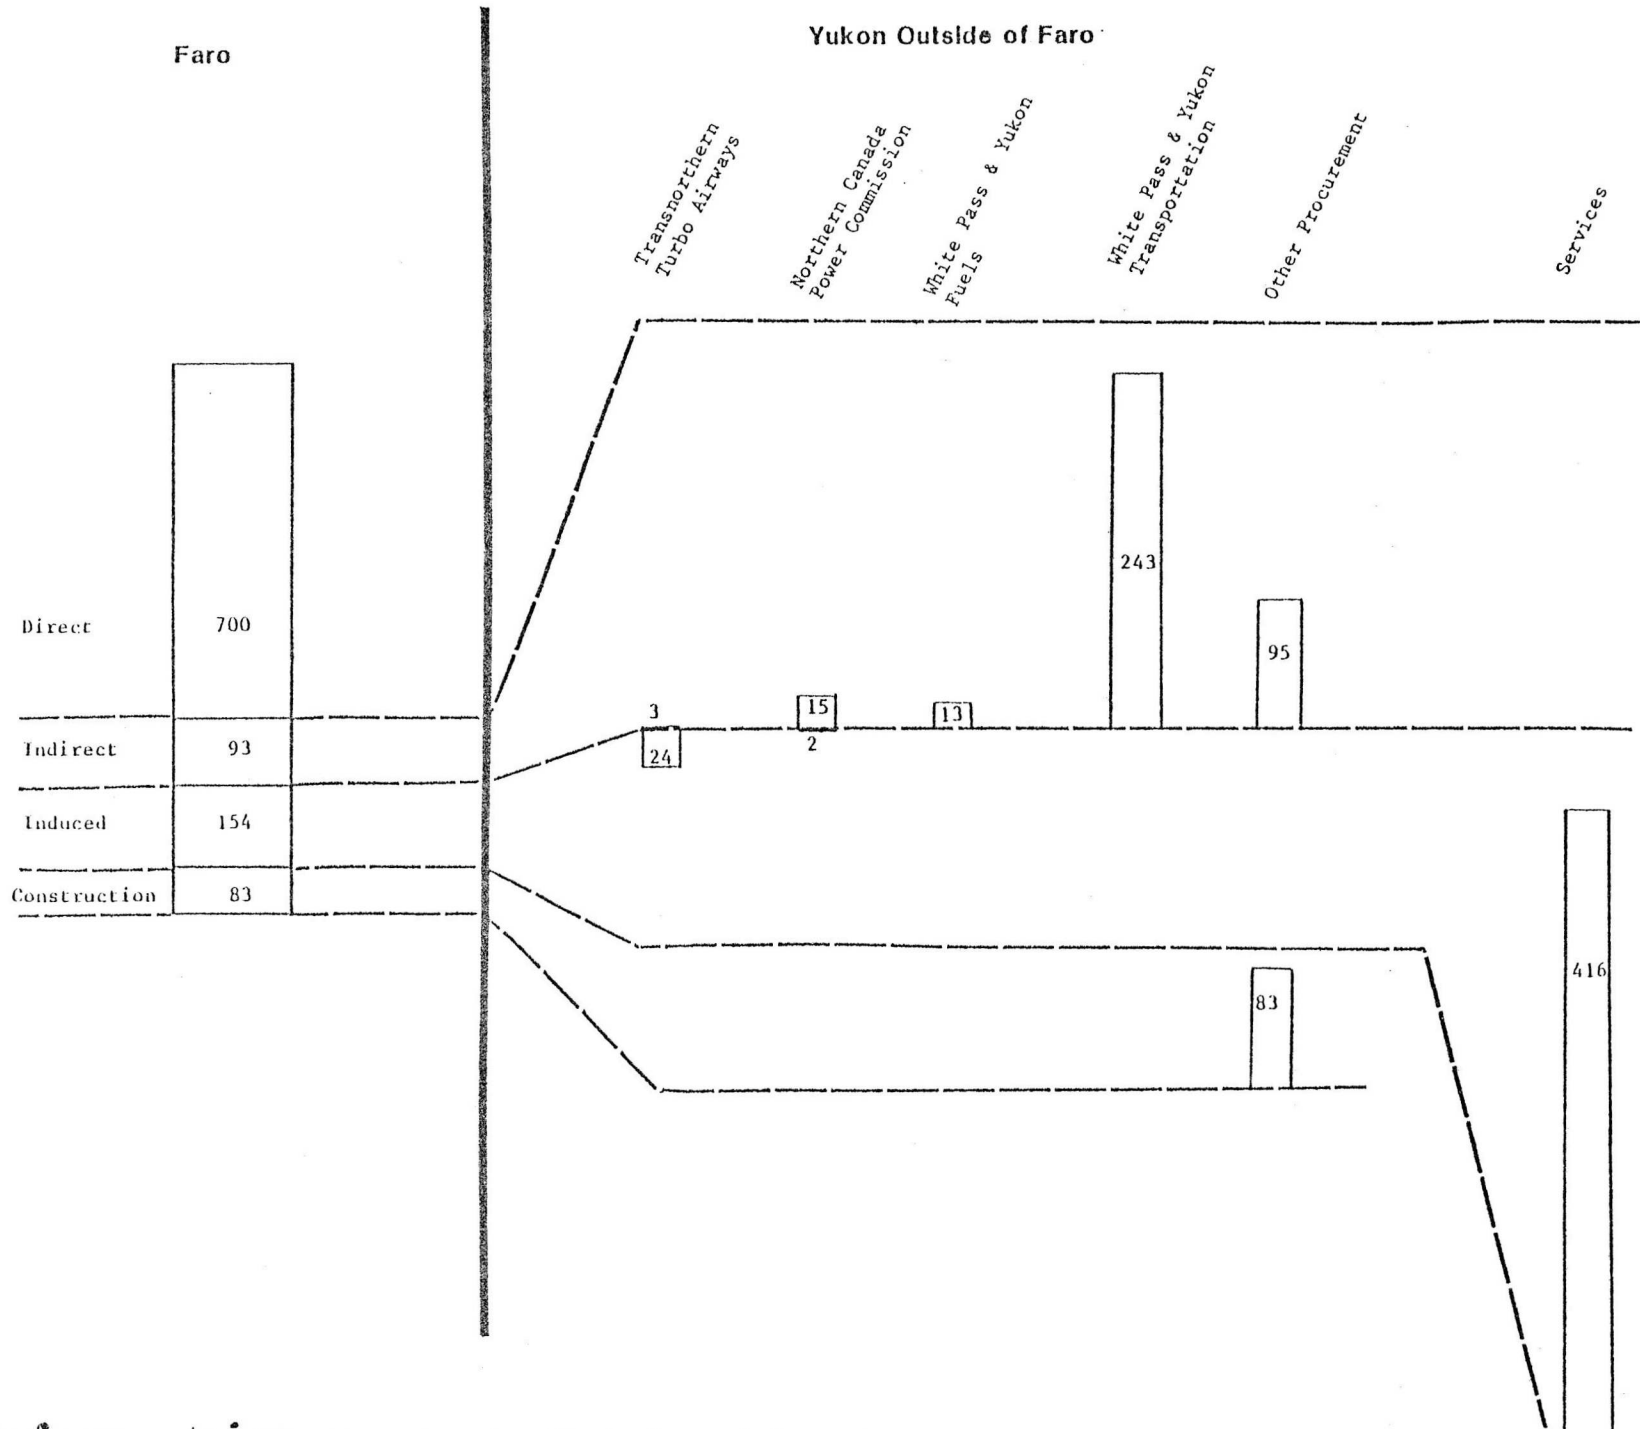 Faro
Yukon Outside of Faro
Transnorthern
Turbo Airways
Northern Canada
Power Commission
White Pass & Yukon
Fuels
White Pass & Yukon
Transportation
Other Procurement
Services
Direct
700
243
95
3
15
13
Indirect
93
24
2
Induced
154
416
Construction
83
83